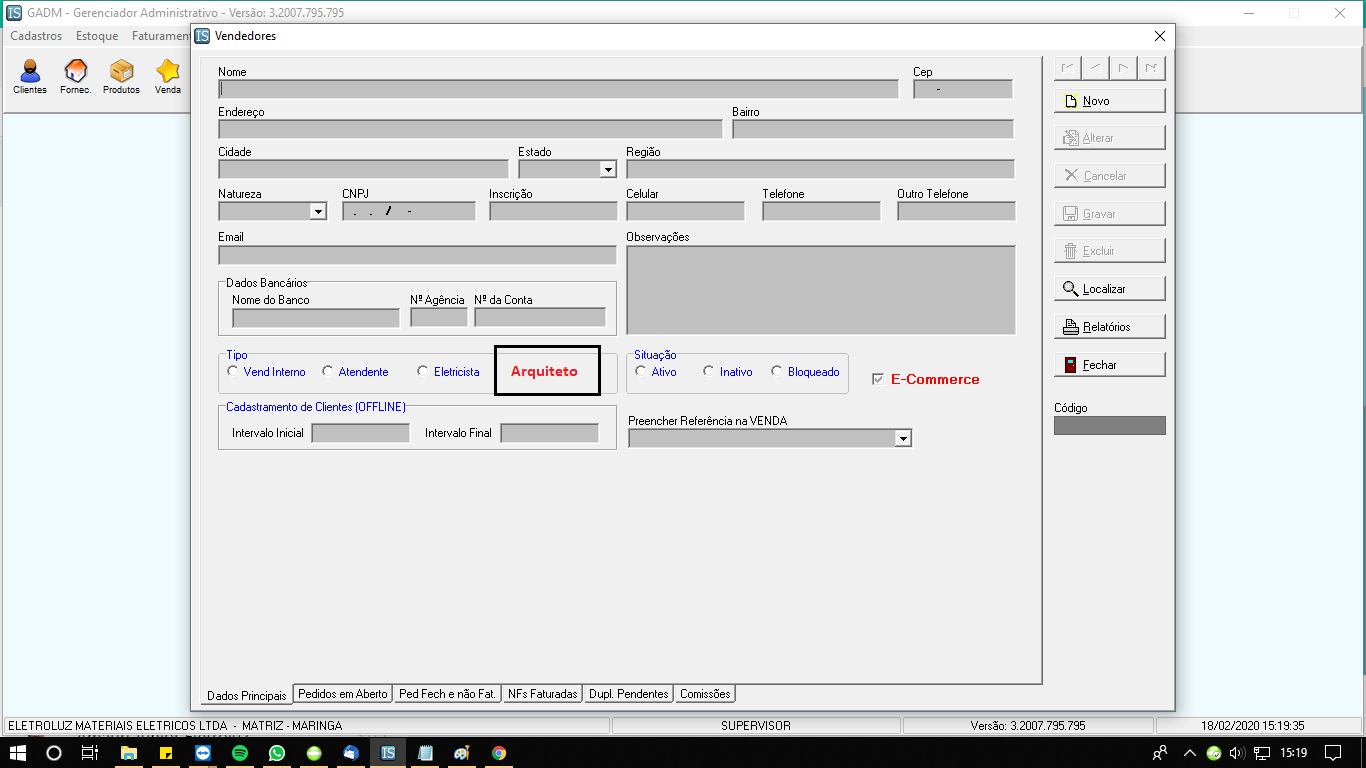 IS GADM - Gerenciador Administrativo - Versão: 3.2007.795.795
Cadastros Estoque Faturament
IS Vendedores
Clientes Fornec. Produtos Venda
Nome Cep
-
Endereço Bairro
Cidade Estado Região
Natureza CNPJ Inscrição Celular Telefone Outro Telefone
. . / -
Email Observações
Dados Bancários
Nome do Banco Nº Agência Nº da Conta
Tipo
Vend Interno Atendente Eletricista Arquiteto
Situação
Ativo Inativo Bloqueado
E-Commerce
Cadastramento de Clientes (OFFLINE)
Intervalo Inicial Intervalo Final
Preencher Referência na VENDA
Novo
Alterar
Cancelar
Gravar
Excluir
Localizar
Relatórios
Fechar
Código
Dados Principais Pedidos em Aberto Ped Fech e não Fat. NFs Faturadas Dupl. Pendentes Comissões
ELETROLUZ MATERIAIS ELETRICOS LTDA - MATRIZ - MARINGA SUPERVISOR Versão: 3.2007.795.795 18/02/2020 15:19:35
IS 15:19